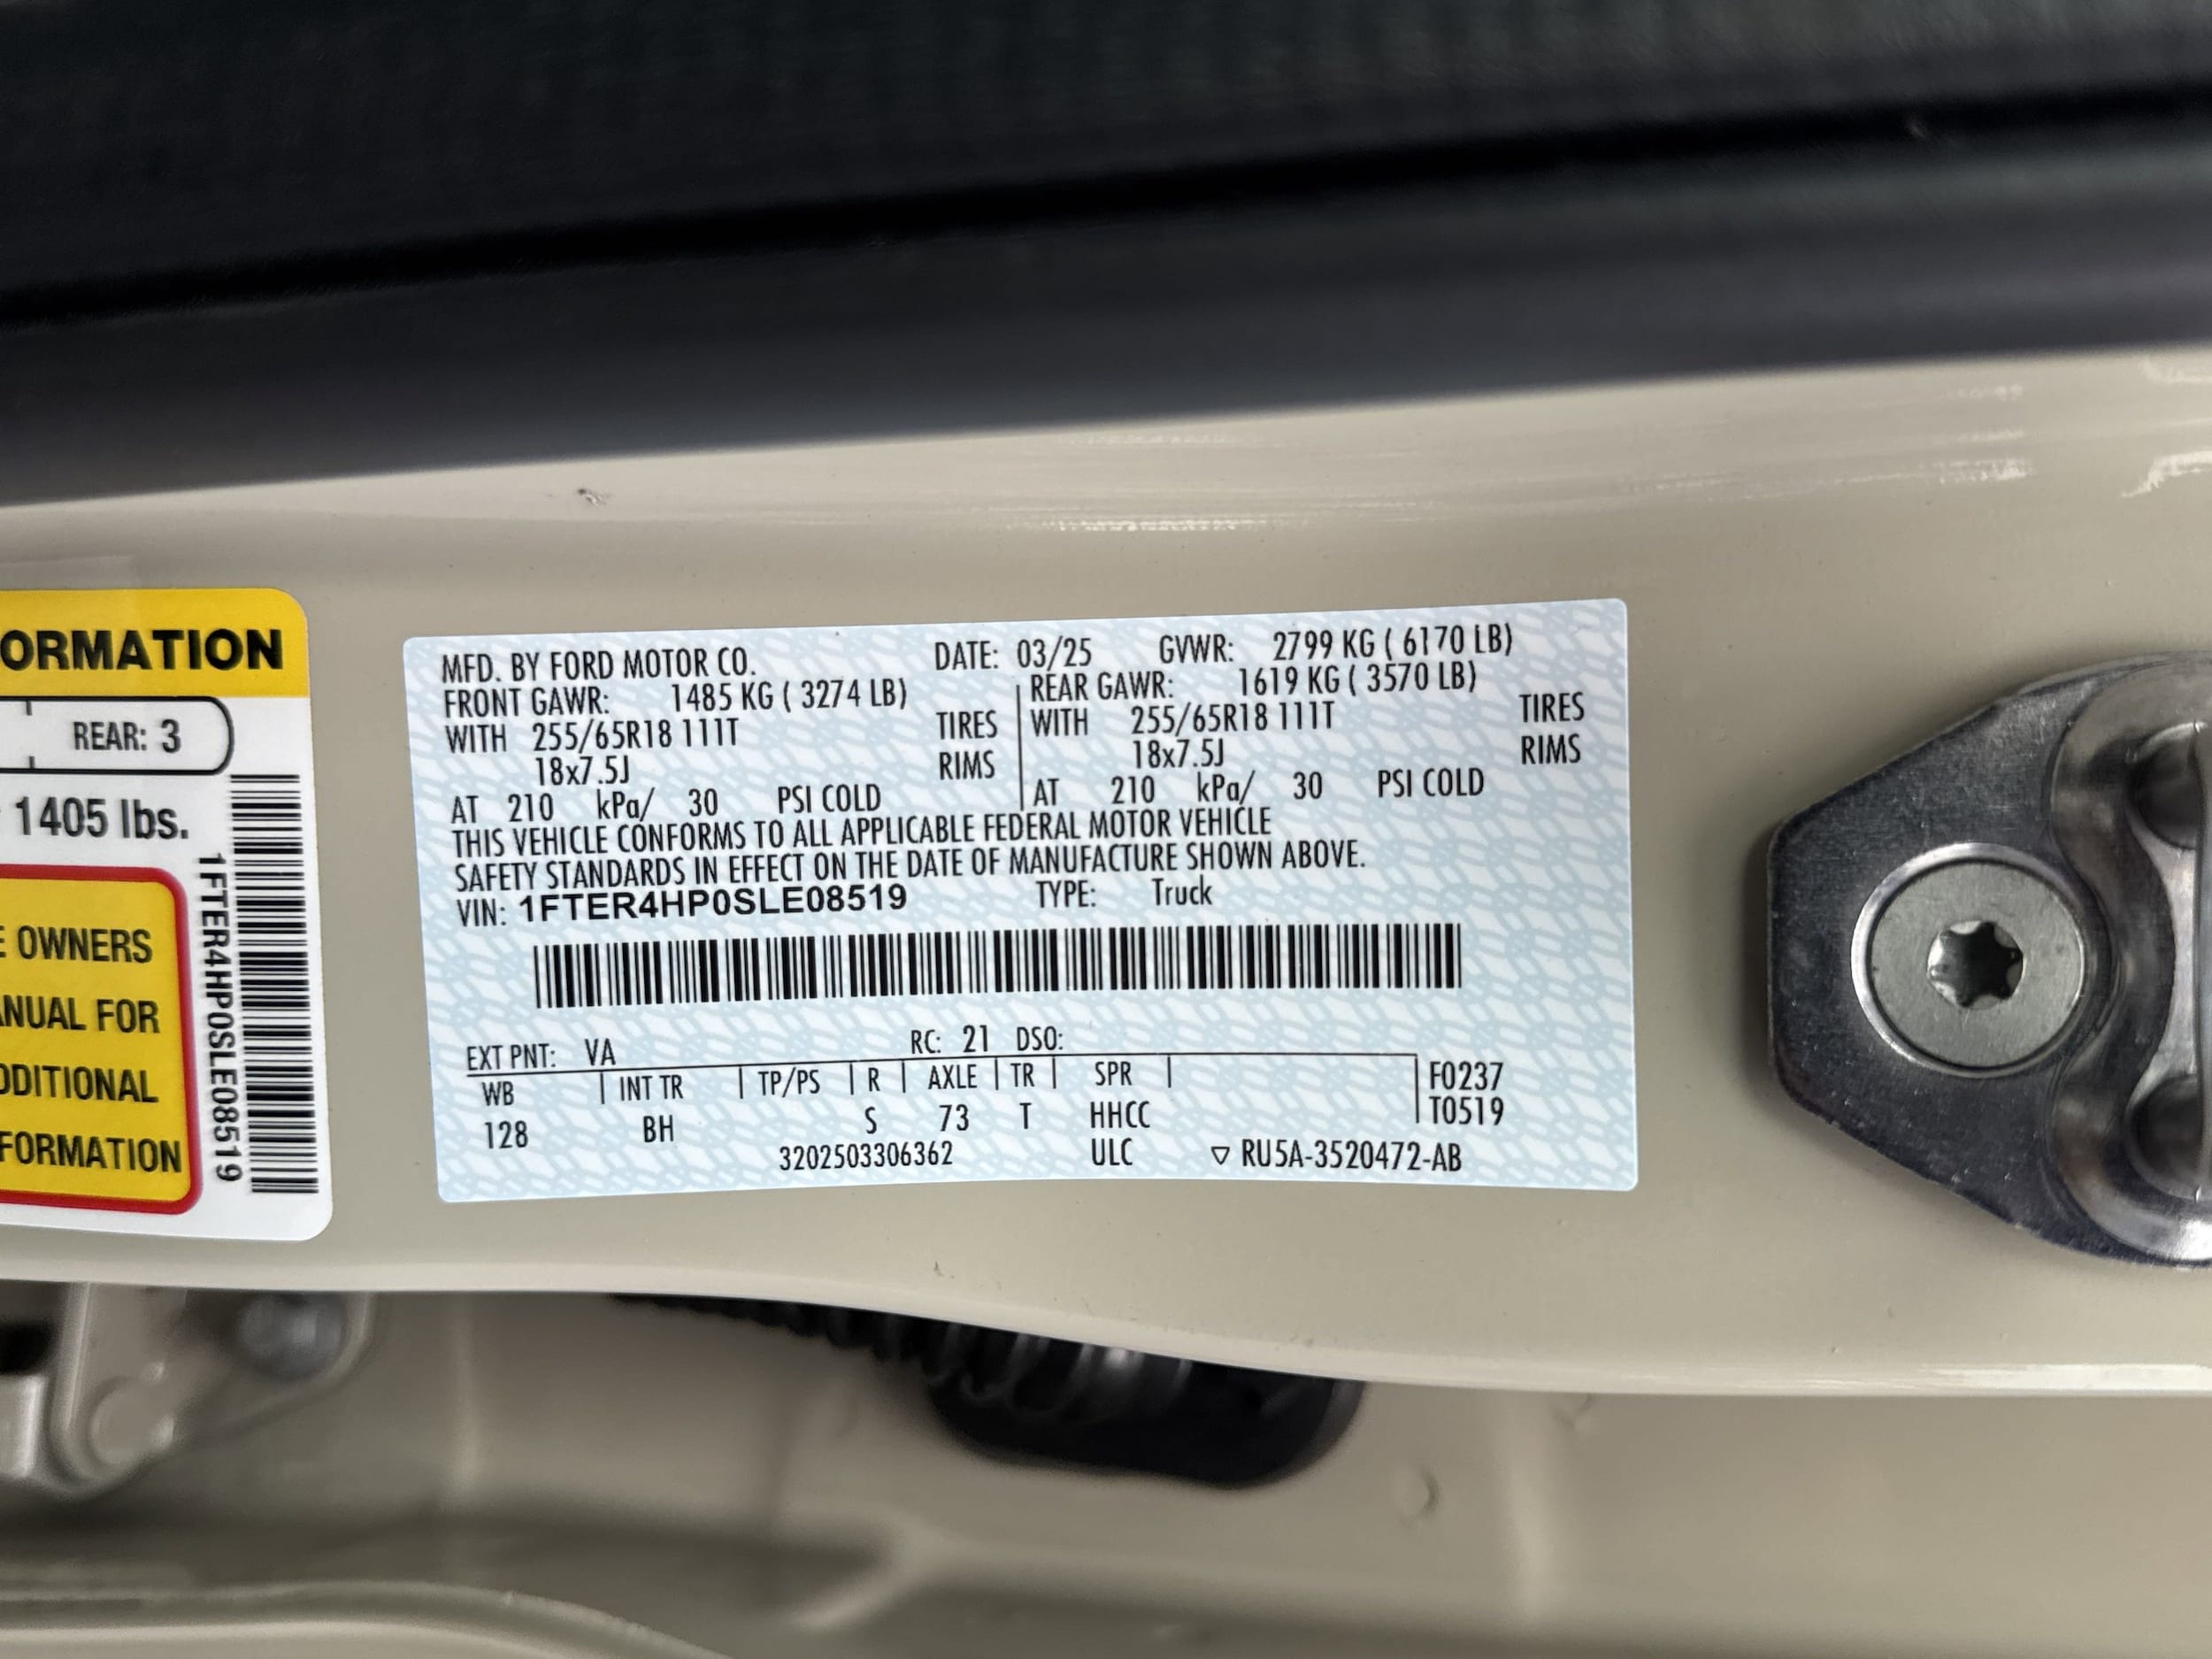 ORMATION
REAR: 3
1405 lbs.
E OWNERS
ANUAL FOR
DDITIONAL
FORMATION
1FTER4HP0SLE08519
MFD. BY FORD MOTOR CO. DATE: 03/25 GVWR: 2799 KG ( 6170 LB)
FRONT GAWR: 1485 KG ( 3274 LB) REAR GAWR: 1619 KG ( 3570 LB)
WITH 255/65R18 111T TIRES WITH 255/65R18 111T TIRES
18x7.5J RIMS 18x7.5J RIMS
AT 210 kPa/ 30 PSI COLD AT 210 kPa/ 30 PSI COLD
THIS VEHICLE CONFORMS TO ALL APPLICABLE FEDERAL MOTOR VEHICLE
SAFETY STANDARDS IN EFFECT ON THE DATE OF MANUFACTURE SHOWN ABOVE.
VIN: 1FTER4HP0SLE08519 TYPE: Truck
EXT PNT: VA RC: 21 DSO:
WB INT TR TP/PS R AXLE TR SPR F0237
128 BH S 73 T HHCC T0519
3202503306362 ULC ▽ RU5A-3520472-AB